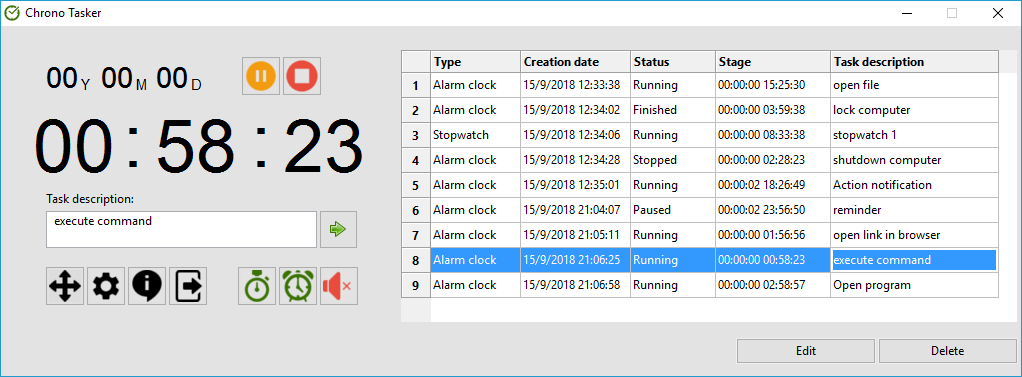 Chrono Tasker
00Y 00M 00D
00 : 58 : 23
Task description:
execute command
Type Creation date Status Stage Task description
1 Alarm clock 15/9/2018 12:33:38 Running 00:00:00 15:25:30 open file
2 Alarm clock 15/9/2018 12:34:02 Finished 00:00:00 03:59:38 lock computer
3 Stopwatch 15/9/2018 12:34:06 Running 00:00:00 08:33:38 stopwatch 1
4 Alarm clock 15/9/2018 12:34:28 Stopped 00:00:00 02:28:23 shutdown computer
5 Alarm clock 15/9/2018 12:35:01 Running 00:00:02 18:26:49 Action notification
6 Alarm clock 15/9/2018 21:04:07 Paused 00:00:02 23:56:50 reminder
7 Alarm clock 15/9/2018 21:05:11 Running 00:00:00 01:56:56 open link in browser
8 Alarm clock 15/9/2018 21:06:25 Running 00:00:00 00:58:23 execute command
9 Alarm clock 15/9/2018 21:06:58 Running 00:00:00 02:58:57 Open program
Edit Delete